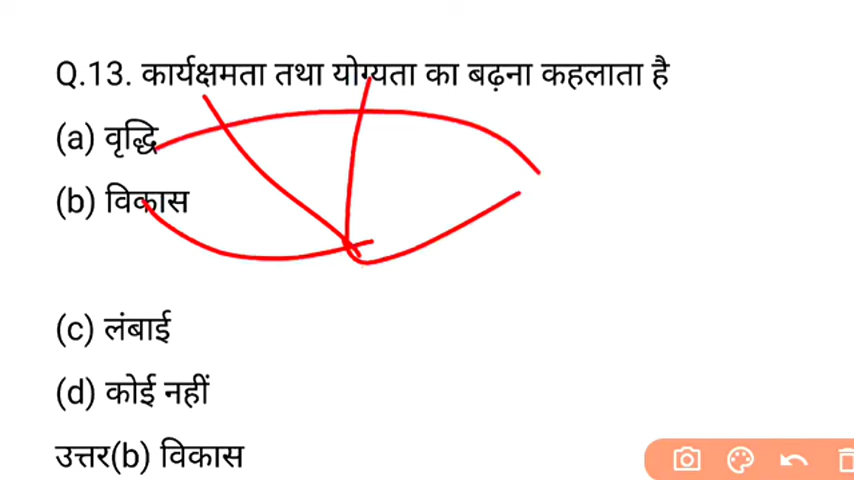 Q.13. कार्यक्षमता तथा योग्यता का बढ़ना कहलाता है
(a) वृद्धि
(b) विकास
(c) लंबाई
(d) कोई नहीं
उत्तर(b) विकास